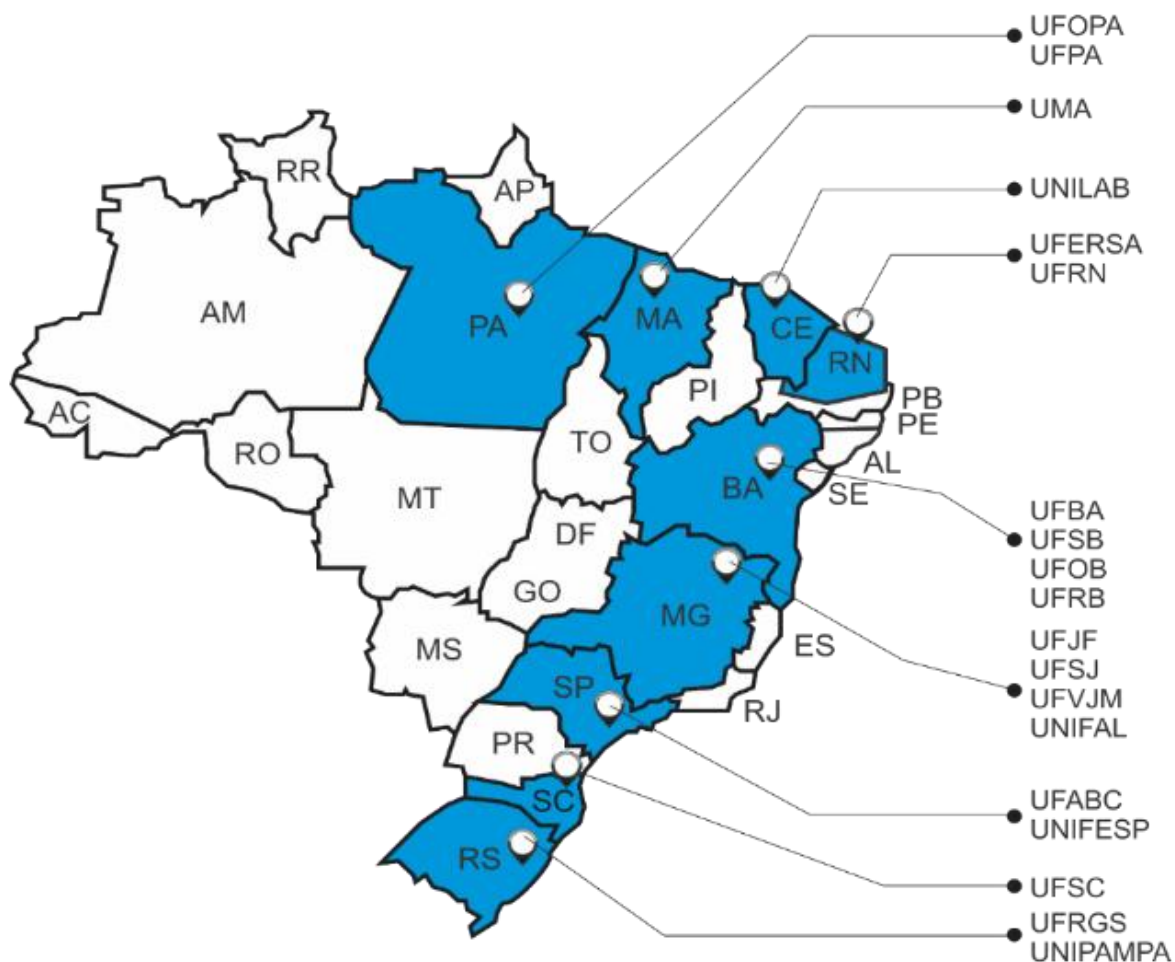 UFOPA
UFPA
UMA
UNILAB
UFERSA
UFRN
RR
AP
AM
PA
MA
CE
RN
PI
PB
PE
AC
RO
TO
AL
MT
BA
SE
UFBA
UFSB
UFOB
UFRB
DF
GO
MG
ES
MS
SP
RJ
UFJF
UFSJ
UFVJM
UNIFAL
PR
SC
UFABC
UNIFESP
RS
UFSC
UFRGS
UNIPAMPA